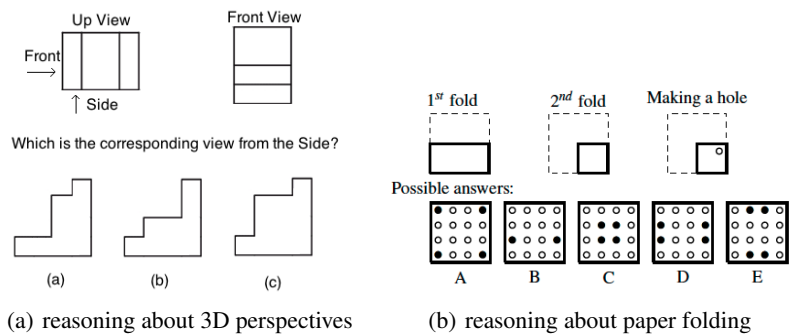 Up View
Front View
Front
Side
Which is the corresponding view from the Side?
(a)
(b)
(c)
(a) reasoning about 3D perspectives
1st fold
2nd fold
Making a hole
Possible answers:
A
B
C
D
E
(b) reasoning about paper folding